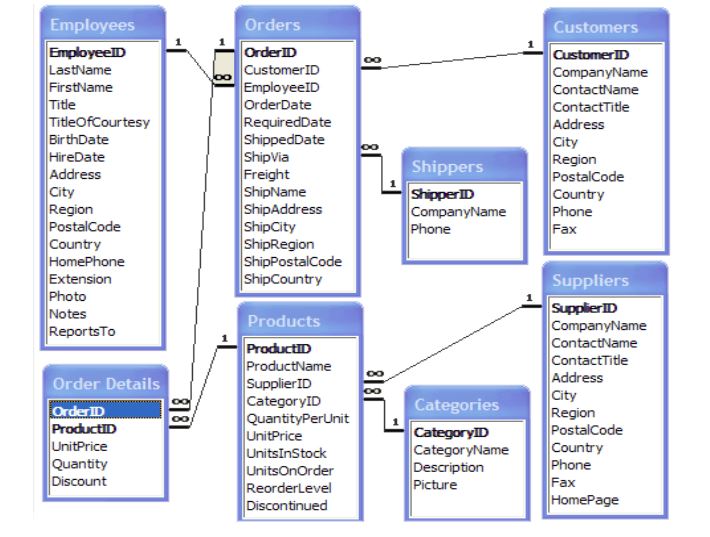 Employees
EmployeeID
LastName
FirstName
Title
TitleOfCourtesy
BirthDate
HireDate
Address
City
Region
PostalCode
Country
HomePhone
Extension
Photo
Notes
ReportsTo
1
1
∞
Orders
OrderID
CustomerID
EmployeeID
OrderDate
RequiredDate
ShippedDate
ShipVia
Freight
ShipName
ShipAddress
ShipCity
ShipRegion
ShipPostalCode
ShipCountry
∞
1
Customers
CustomerID
CompanyName
ContactName
ContactTitle
Address
City
Region
PostalCode
Country
Phone
Fax
∞
1
Shippers
ShipperID
CompanyName
Phone
Order Details
OrderID
ProductID
UnitPrice
Quantity
Discount
∞
∞
1
Products
ProductID
ProductName
SupplierID
CategoryID
QuantityPerUnit
UnitPrice
UnitsInStock
UnitsOnOrder
ReorderLevel
Discontinued
∞
∞
1
Categories
CategoryID
CategoryName
Description
Picture
1
Suppliers
SupplierID
CompanyName
ContactName
ContactTitle
Address
City
Region
PostalCode
Country
Phone
Fax
HomePage